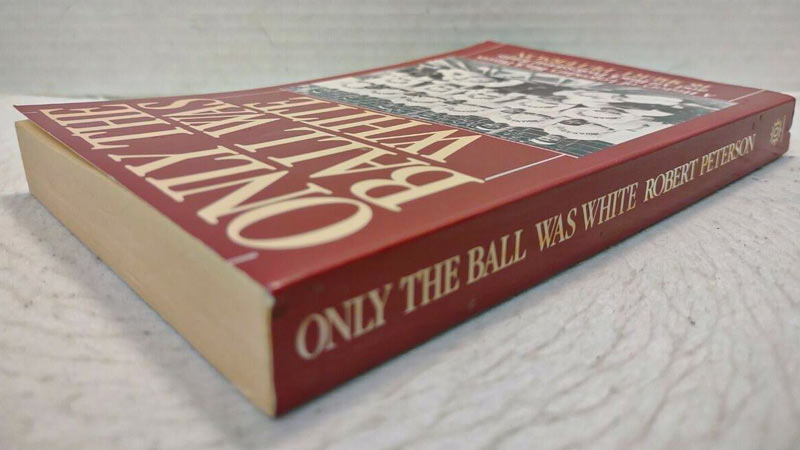 ONLY THE
BALL WAS
WHITE
ONLY THE BALL WAS WHITE ROBERT PETERSON